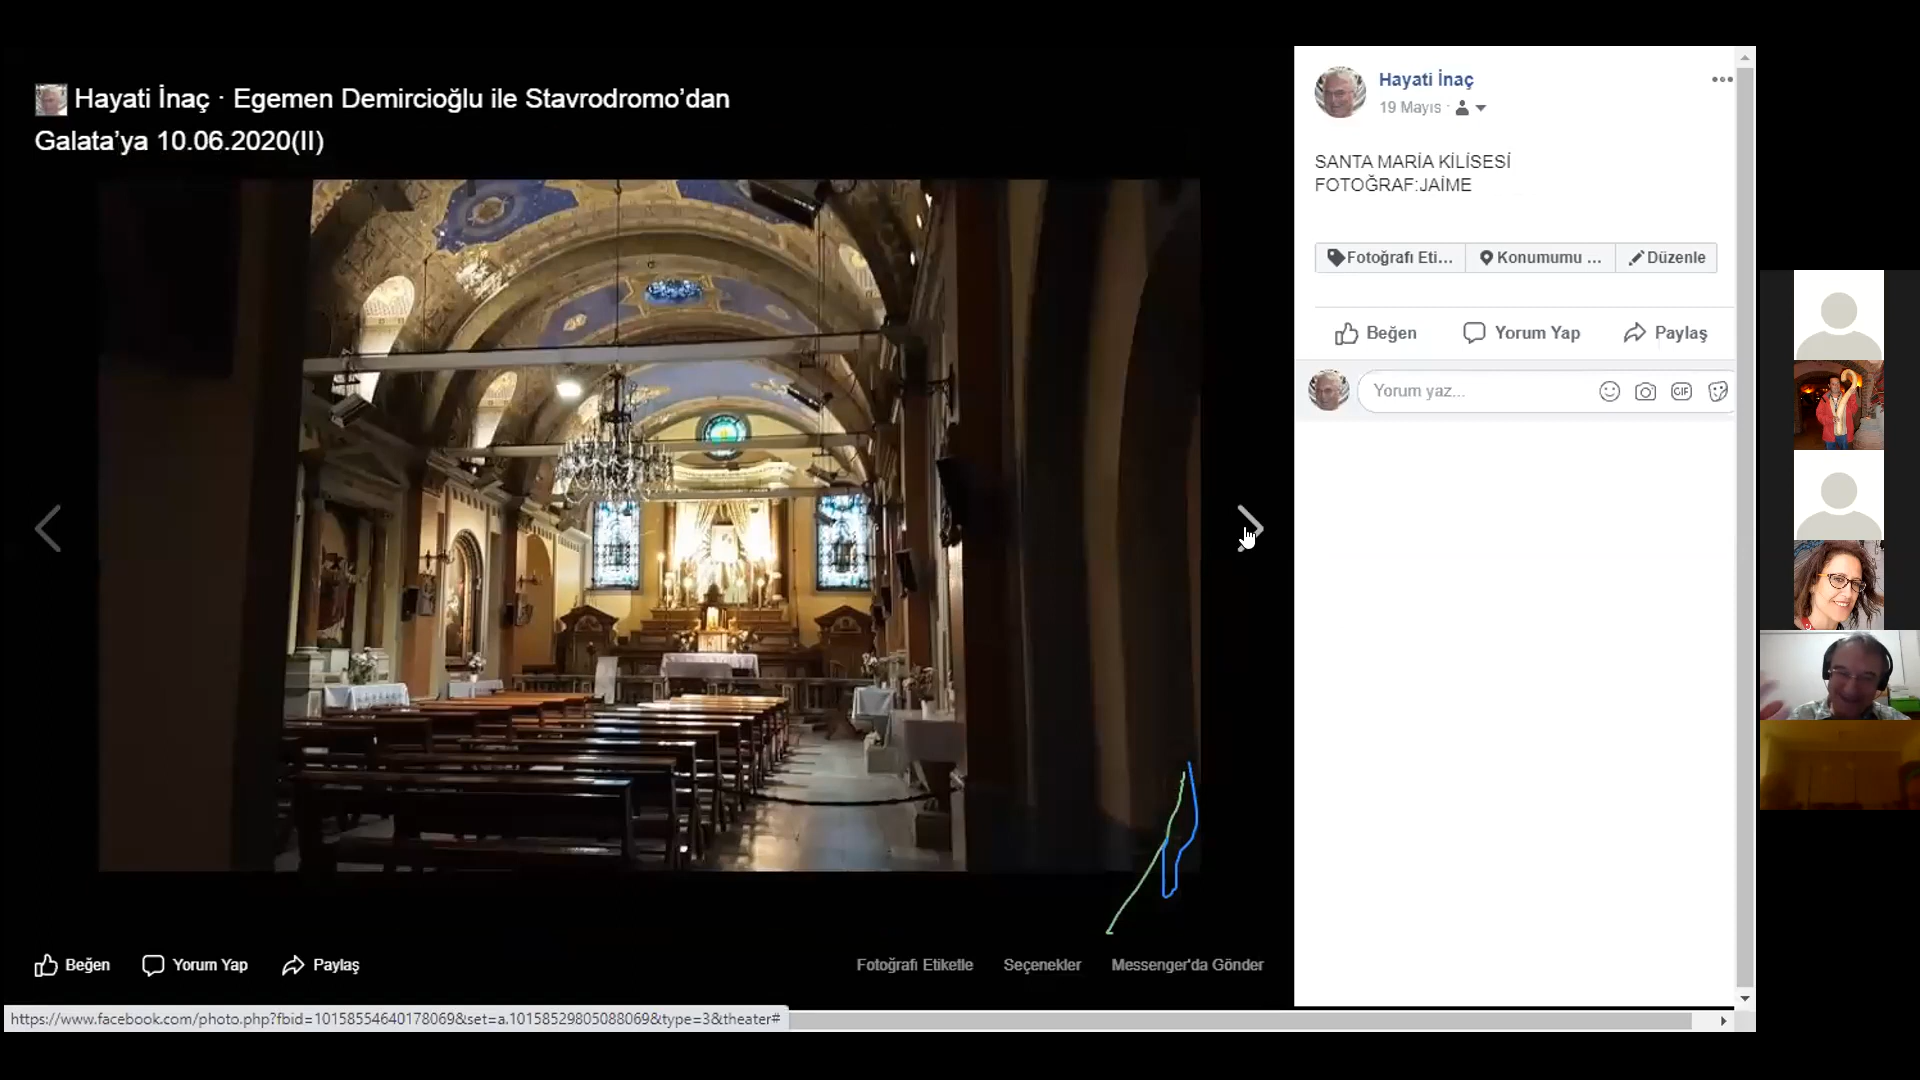 Hayati İnaç · Egemen Demircioğlu ile Stavrodromo’dan
Galata’ya 10.06.2020(II)
Beğen
Yorum Yap
Paylaş
Fotoğrafı Etiketle
Seçenekler
Messenger'da Gönder
https://www.facebook.com/photo.php?fbid=10158554640178069&set=a.10158529805088069&type=3&theater#
Hayati İnaç
19 Mayıs ·
SANTA MARİA KİLİSESİ
FOTOĞRAF:JAİME
Fotoğrafı Eti...
Konumumu ...
Düzenle
Beğen
Yorum Yap
Paylaş
Yorum yaz...
GIF